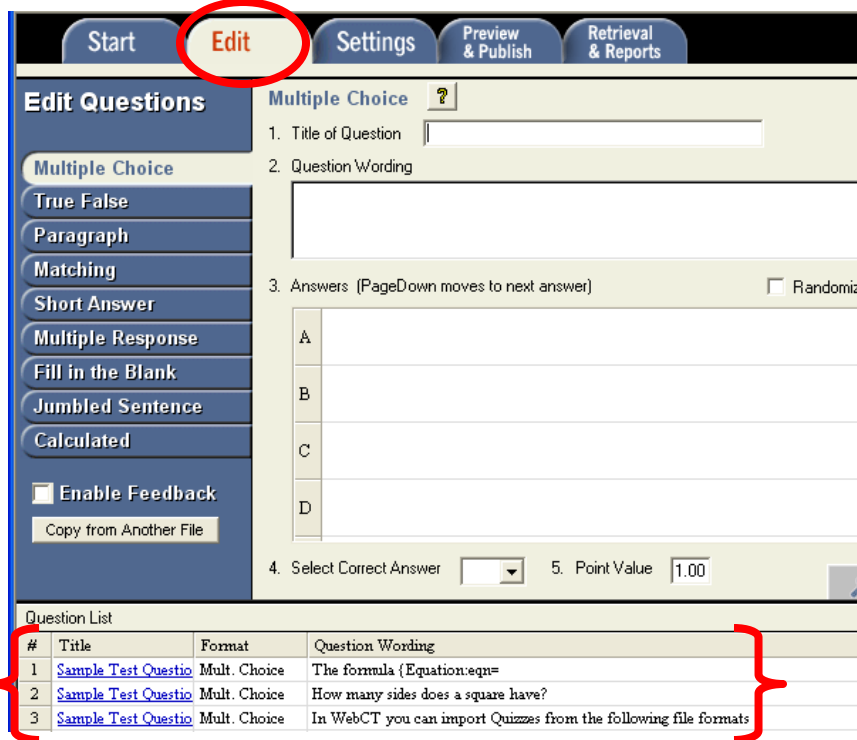 Start Edit Settings Preview & Publish Retrieval & Reports
Edit Questions
Multiple Choice
True False
Paragraph
Matching
Short Answer
Multiple Response
Fill in the Blank
Jumbled Sentence
Calculated
Enable Feedback
Copy from Another File
Multiple Choice ?
1. Title of Question
2. Question Wording
3. Answers (PageDown moves to next answer) Randomiz
A
B
C
D
4. Select Correct Answer 5. Point Value 1.00
Question List
# Title Format Question Wording
1 Sample Test Questio Mult. Choice The formula {Equation:eqn=
2 Sample Test Questio Mult. Choice How many sides does a square have?
3 Sample Test Questio Mult. Choice In WebCT you can import Quizzes from the following file formats